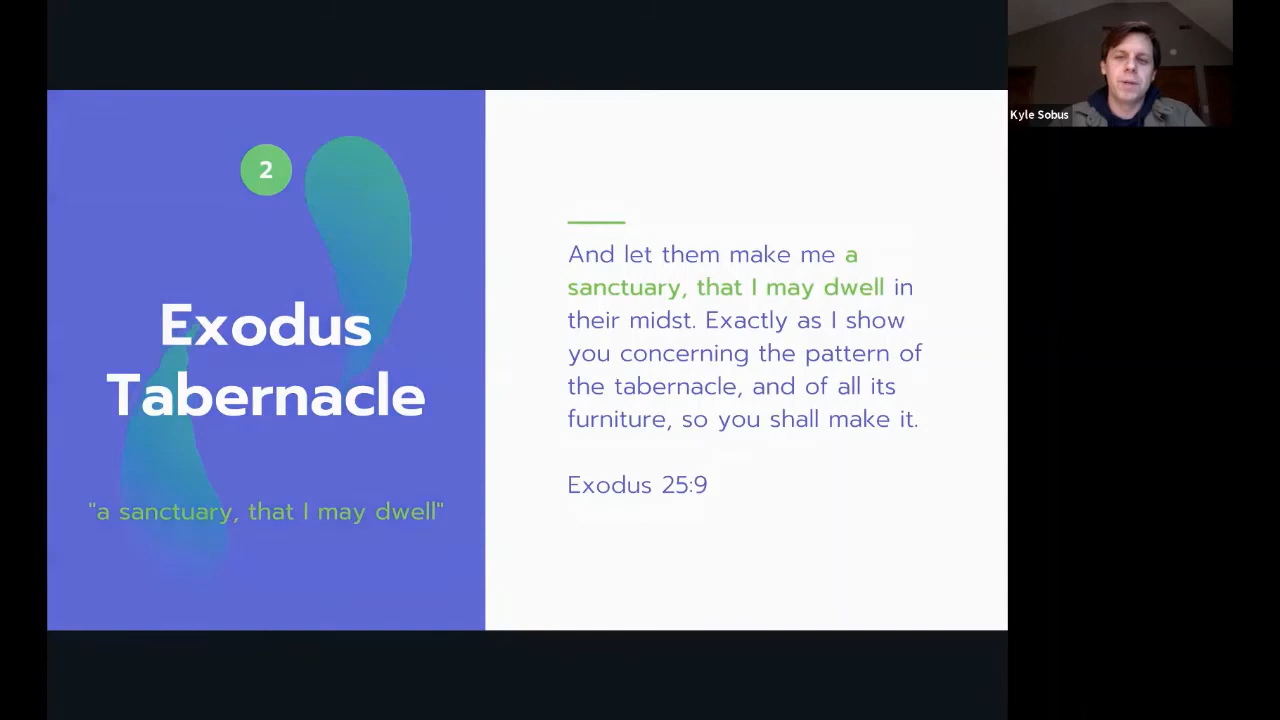 2
Exodus
Tabernacle
"a sanctuary, that I may dwell"
And let them make me a
sanctuary, that I may dwell in
their midst. Exactly as I show
you concerning the pattern of
the tabernacle, and of all its
furniture, so you shall make it.
Exodus 25:9
Kyle Sobus